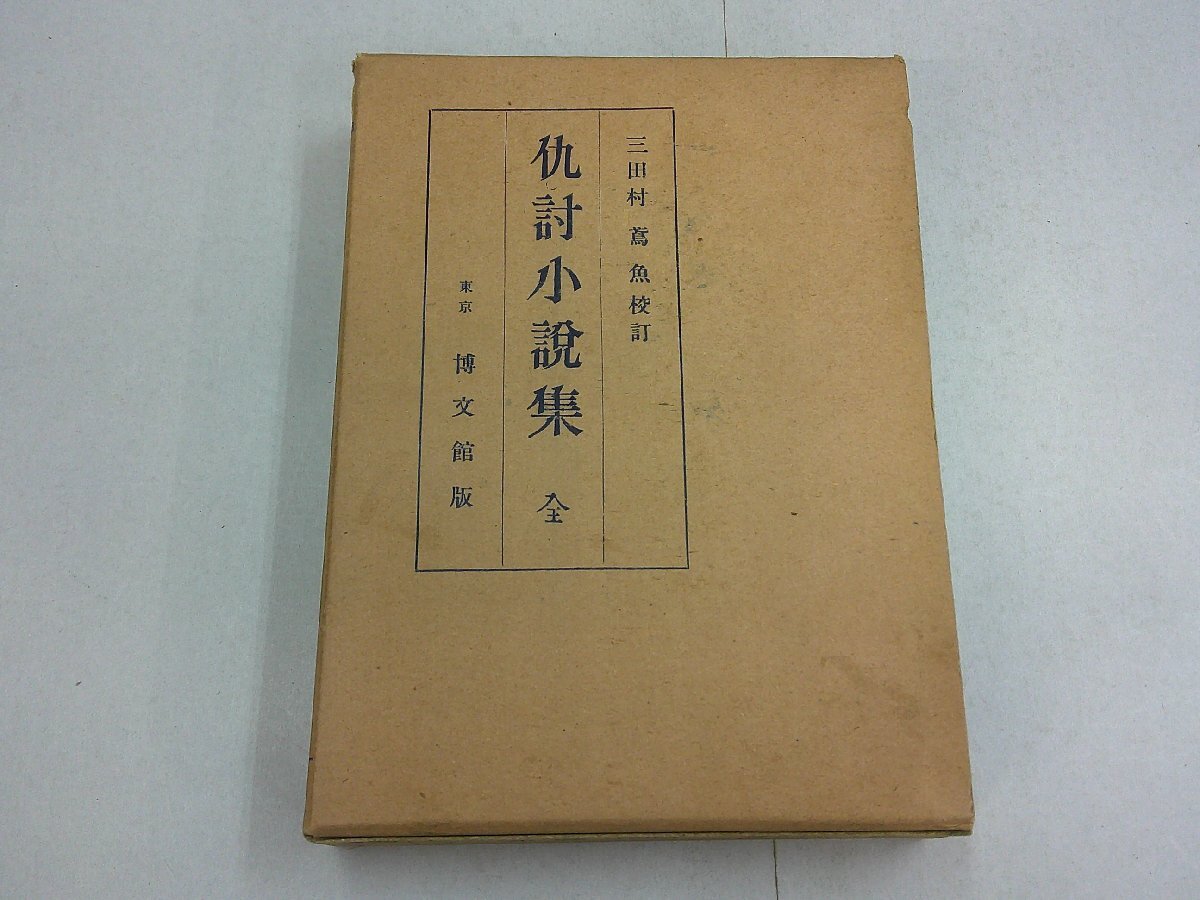 三田村鳶魚校訂
仇討小說集 全
東京 博文館版